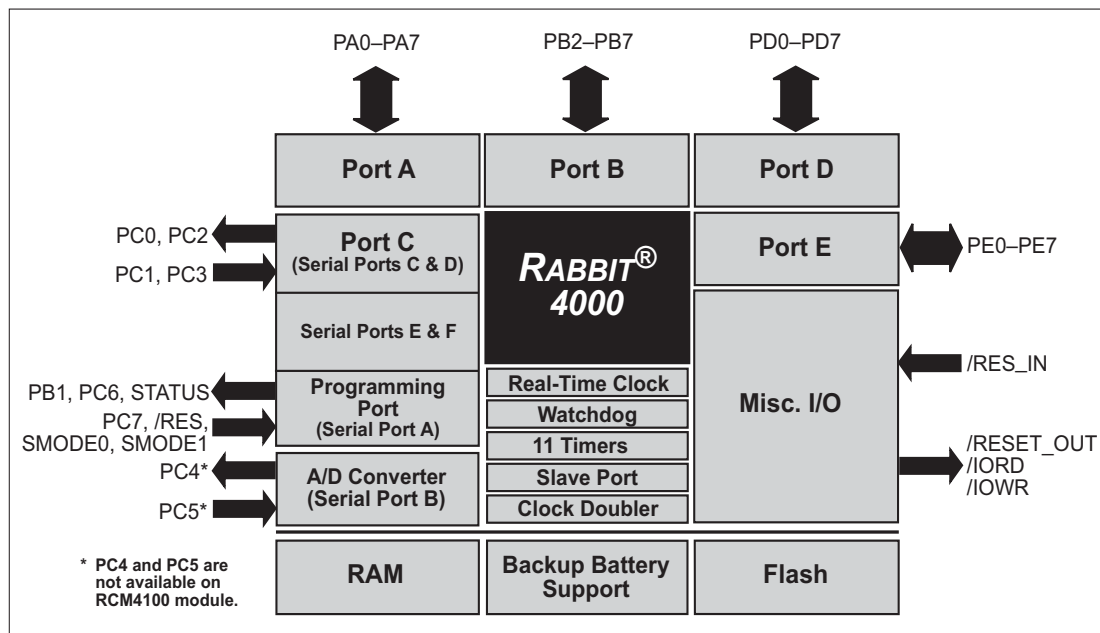 PA0–PA7
PB2–PB7
PD0–PD7
Port A
Port B
Port D
PC0, PC2
PC1, PC3
Port C
(Serial Ports C & D)
RABBIT®
4000
Port E
PE0–PE7
Serial Ports E & F
PB1, PC6, STATUS
PC7, /RES,
SMODE0, SMODE1
Programming
Port
(Serial Port A)
Real-Time Clock
Watchdog
11 Timers
Slave Port
Clock Doubler
Misc. I/O
/RES_IN
/RESET_OUT
/IORD
/IOWR
PC4*
PC5*
A/D Converter
(Serial Port B)
* PC4 and PC5 are
not available on
RCM4100 module.
RAM
Backup Battery
Support
Flash